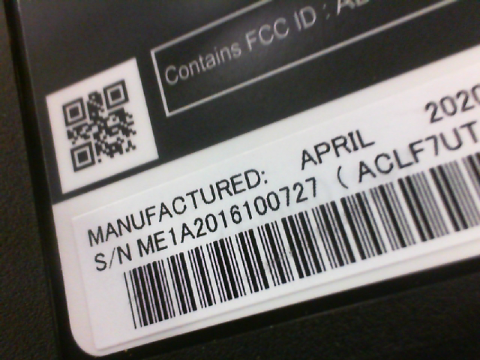 Contains FCC ID :
MANUFACTURED: APRIL 2020
S/N ME1A2016100727 ( ACLF7UT